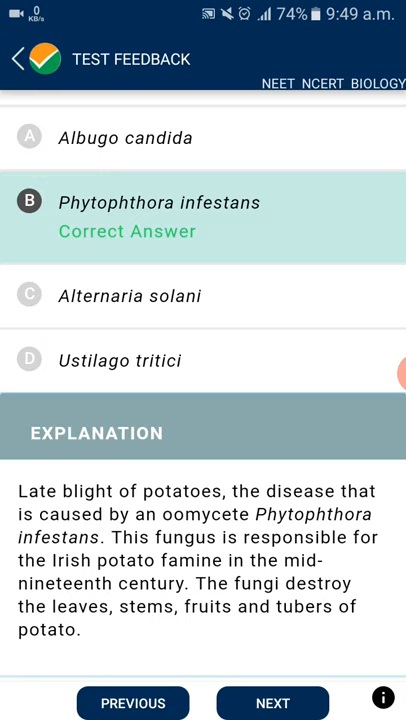 0
KB/s
74% 9:49 a.m.
TEST FEEDBACK
NEET NCERT BIOLOGY
A Albugo candida
B Phytophthora infestans
Correct Answer
C Alternaria solani
D Ustilago tritici
EXPLANATION
Late blight of potatoes, the disease that
is caused by an oomycete Phytophthora
infestans. This fungus is responsible for
the Irish potato famine in the mid-
nineteenth century. The fungi destroy
the leaves, stems, fruits and tubers of
potato.
PREVIOUS NEXT